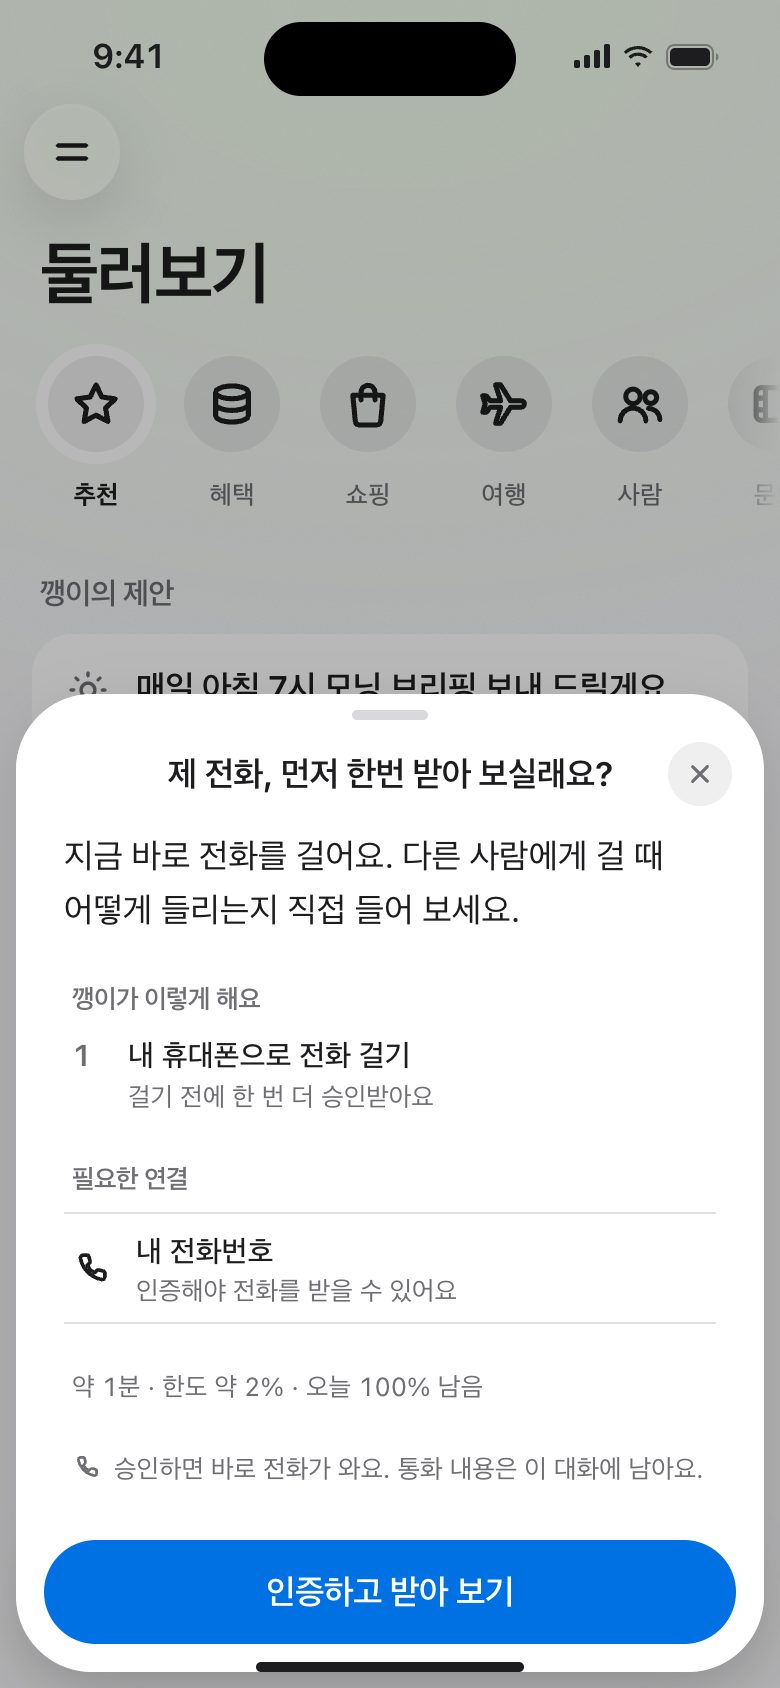 9:41
둘러보기
추천
혜택
쇼핑
여행
사람
깽이의 제안
매일 아침 7시 모닝 브리핑 보내 드릴게요
제 전화, 먼저 한번 받아 보실래요?
지금 바로 전화를 걸어요. 다른 사람에게 걸 때
어떻게 들리는지 직접 들어 보세요.
깽이가 이렇게 해요
1 내 휴대폰으로 전화 걸기
걸기 전에 한 번 더 승인받아요
필요한 연결
내 전화번호
인증해야 전화를 받을 수 있어요
약 1분 · 한도 약 2% · 오늘 100% 남음
승인하면 바로 전화가 와요. 통화 내용은 이 대화에 남아요.
인증하고 받아 보기